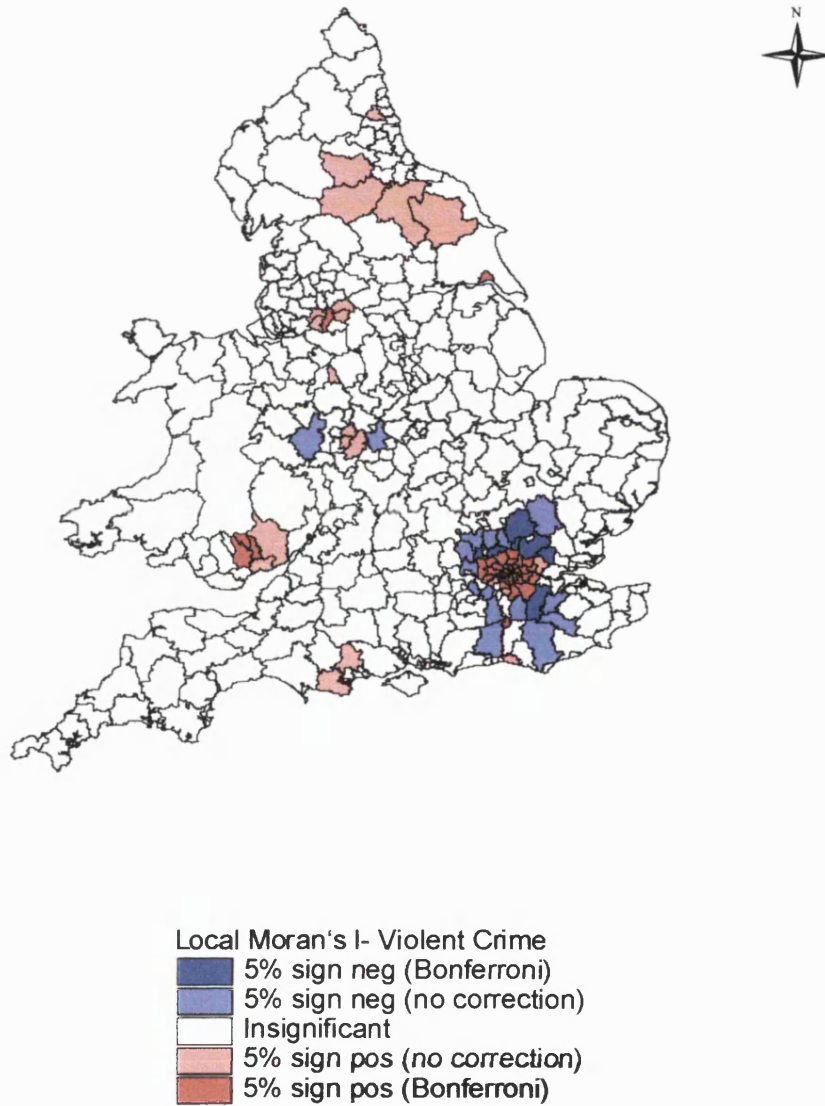 N
Local Moran's I- Violent Crime
5% sign neg (Bonferroni)
5% sign neg (no correction)
Insignificant
5% sign pos (no correction)
5% sign pos (Bonferroni)